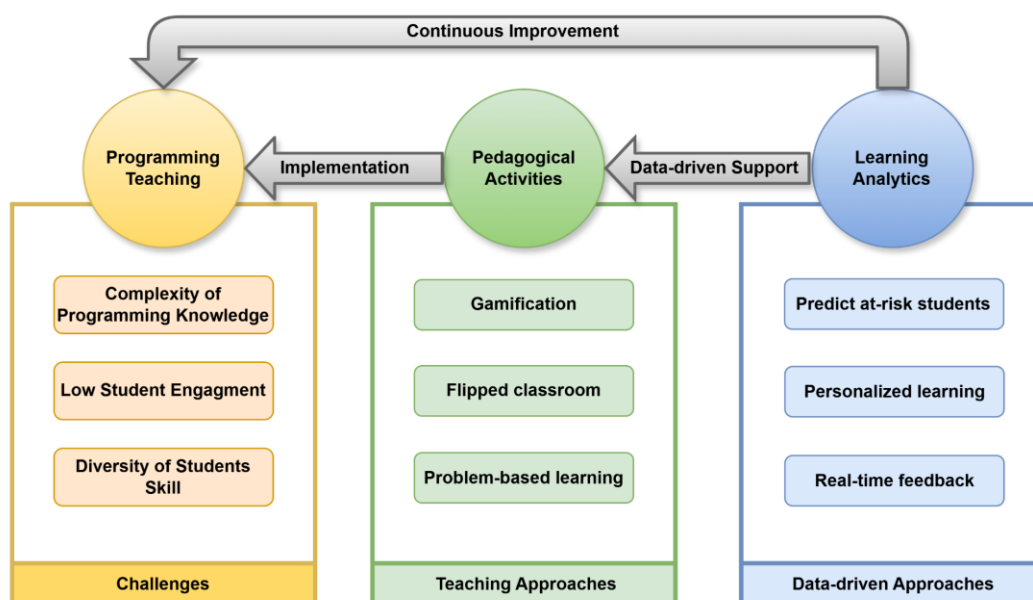 Continuous Improvement
Programming
Teaching
Implementation
Pedagogical
Activities
Data-driven Support
Learning
Analytics
Complexity of
Programming Knowledge
Low Student Engagment
Diversity of Students
Skill
Challenges
Gamification
Flipped classroom
Problem-based learning
Teaching Approaches
Predict at-risk students
Personalized learning
Real-time feedback
Data-driven Approaches